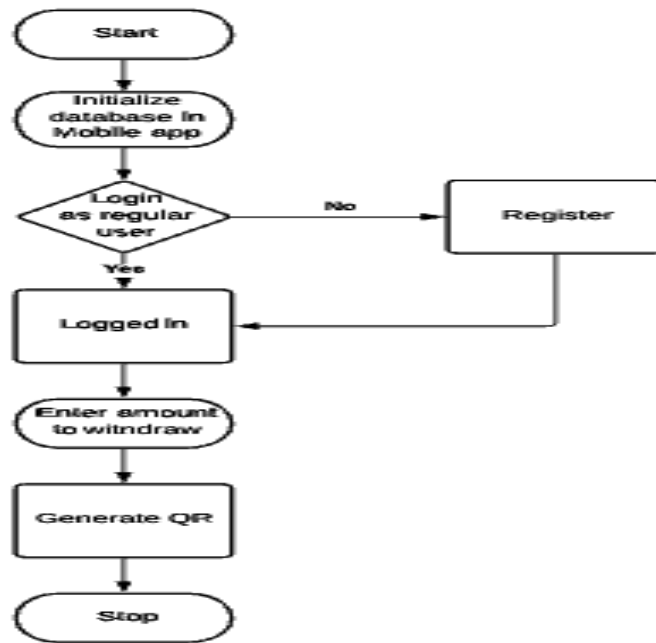 Start
Initialize
database in
Mobile app
Login
as regular
user
No
Register
Yes
Logged in
Enter amount
to witndraw
Generate QR
Stop